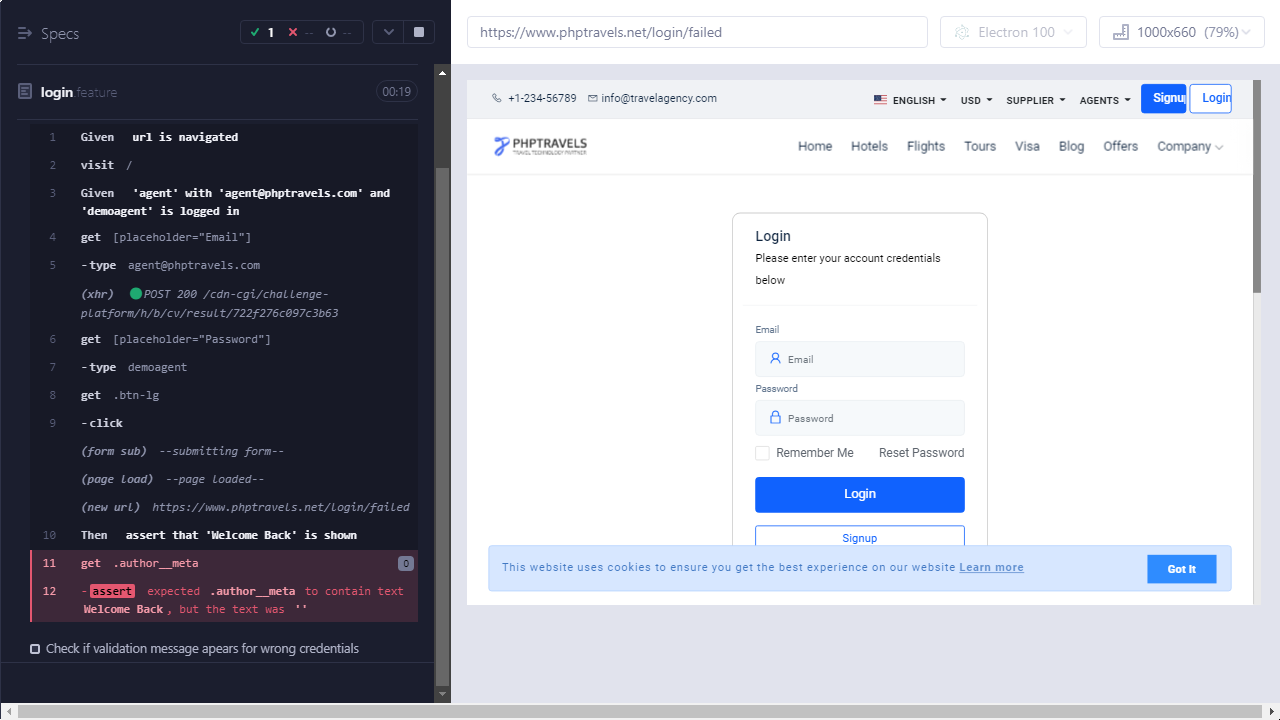 Specs
1
--
--
login.feature
00:19
1 Given url is navigated
2 visit /
3 Given 'agent' with 'agent@phptravels.com' and
'demoagent' is logged in
4 get [placeholder="Email"]
5 -type agent@phptravels.com
(xhr) POST 200 /cdn-cgi/challenge-
platform/h/b/cv/result/722f276c097c3b63
6 get [placeholder="Password"]
7 -type demoagent
8 get .btn-lg
9 -click
(form sub) --submitting form--
(page load) --page loaded--
(new url) https://www.phptravels.net/login/failed
10 Then assert that 'Welcome Back' is shown
11 get .author__meta 0
12 -assert expected .author__meta to contain text
Welcome Back, but the text was ''
Check if validation message apears for wrong credentials
https://www.phptravels.net/login/failed
Electron 100
1000x660 (79%)
+1-234-56789 info@travelagency.com
ENGLISH USD SUPPLIER AGENTS Signup Login
PHPTRAVELS
TRAVEL TECHNOLOGY PARTNER
Home Hotels Flights Tours Visa Blog Offers Company
Login
Please enter your account credentials
below
Email
Email
Password
Password
Remember Me Reset Password
Login
Signup
This website uses cookies to ensure you get the best experience on our website Learn more
Got It